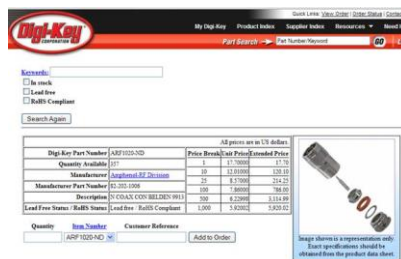 Quick Links: View Order | Order Status | Contact
Digi-Key
CORPORATION
My Digi-Key Product Index Supplier Index Resources Need
Part Search Part Number/Keyword GO
Keywords:
In stock
Lead free
RoHS Compliant
Search Again
All prices are in US dollars.
Digi-Key Part Number ARF1020-ND Price Break Unit Price Extended Price
Quantity Available 357 1 17.70000 17.70
Manufacturer Amphenol-RF Division 10 12.01000 120.10
Manufacturer Part Number 82-202-1006 25 8.57000 214.25
Description N COAX CON BELDEN 9913 100 7.86000 786.00
500 6.22998 3,114.99
Lead Free Status / RoHS Status Lead free / RoHS Compliant 1,000 5.92002 5,920.02
Quantity Item Number Customer Reference
ARF1020-ND Add to Order
Image shown is a representation only.
Exact specifications should be
obtained from the product data sheet.